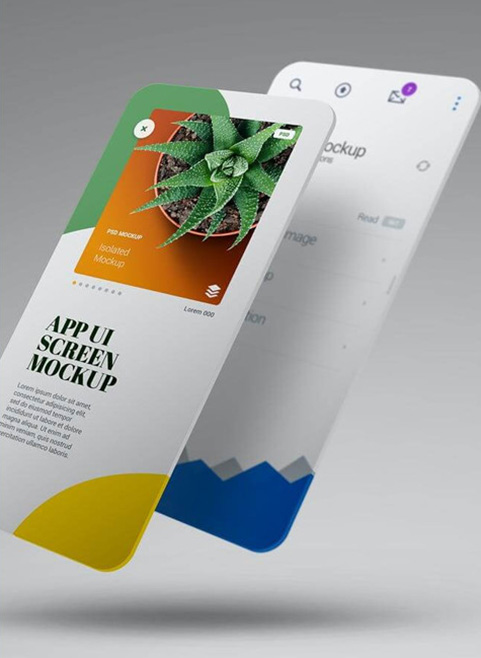 PSD
PSD MOCKUP
Isolated
Mockup
Lorem 000
APP UI
SCREEN
MOCKUP
Lorem ipsum dolor sit amet,
consectetur adipisicing elit,
sed do eiusmod tempor
incididunt ut labore et dolore
magna aliqua. Ut enim ad
minim veniam, quis nostrud
exercitation ullamco laboris.
ockup
ons
Read
mage
p
tion